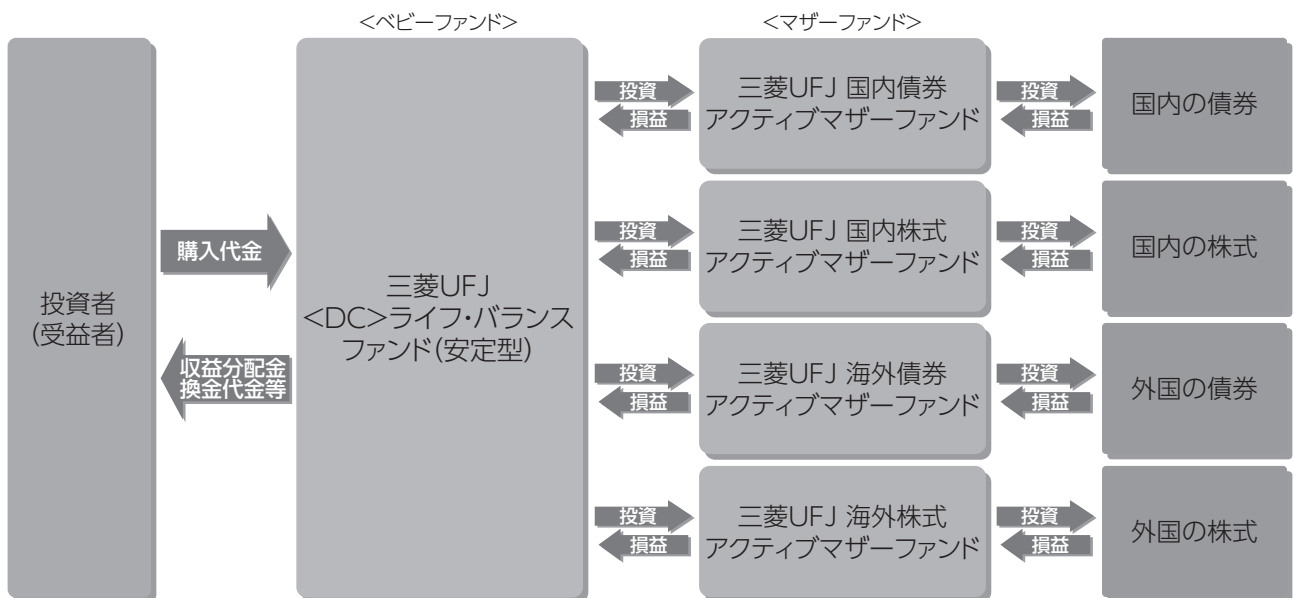 <ベビーファンド>
<マザーファンド>
投資者
(受益者)
購入代金
収益分配金
換金代金等
三菱UFJ
<DC>ライフ・バランス
ファンド(安定型)
投資
損益
三菱UFJ 国内債券
アクティブマザーファンド
投資
損益
国内の債券
投資
損益
三菱UFJ 国内株式
アクティブマザーファンド
投資
損益
国内の株式
投資
損益
三菱UFJ 海外債券
アクティブマザーファンド
投資
損益
外国の債券
投資
損益
三菱UFJ 海外株式
アクティブマザーファンド
投資
損益
外国の株式